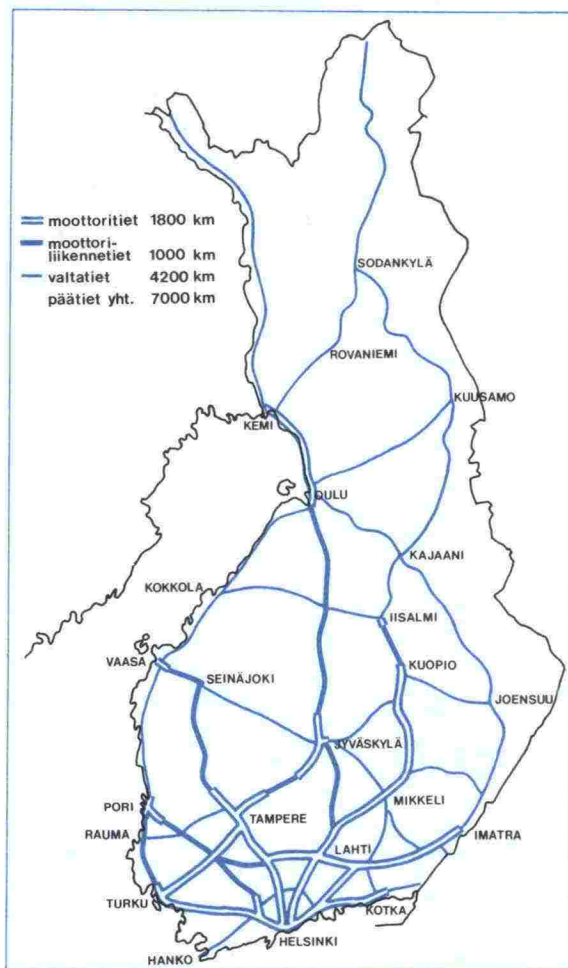 moottoritiet 1800 km
moottori-
liikennetiet 1000 km
valtatiet 4200 km
päätiet yht. 7000 km
SODANKYLÄ
ROVANIEMI
KUUSAMO
KEMI
OULU
KAJAANI
KOKKOLA
IISALMI
VAASA
KUOPIO
SEINÄJOKI
JOENSUU
JYVÄSKYLÄ
MIKKELI
PORI
TAMPERE
RAUMA
IMATRA
LAHTI
TURKU
KOTKA
HELSINKI
HANKO